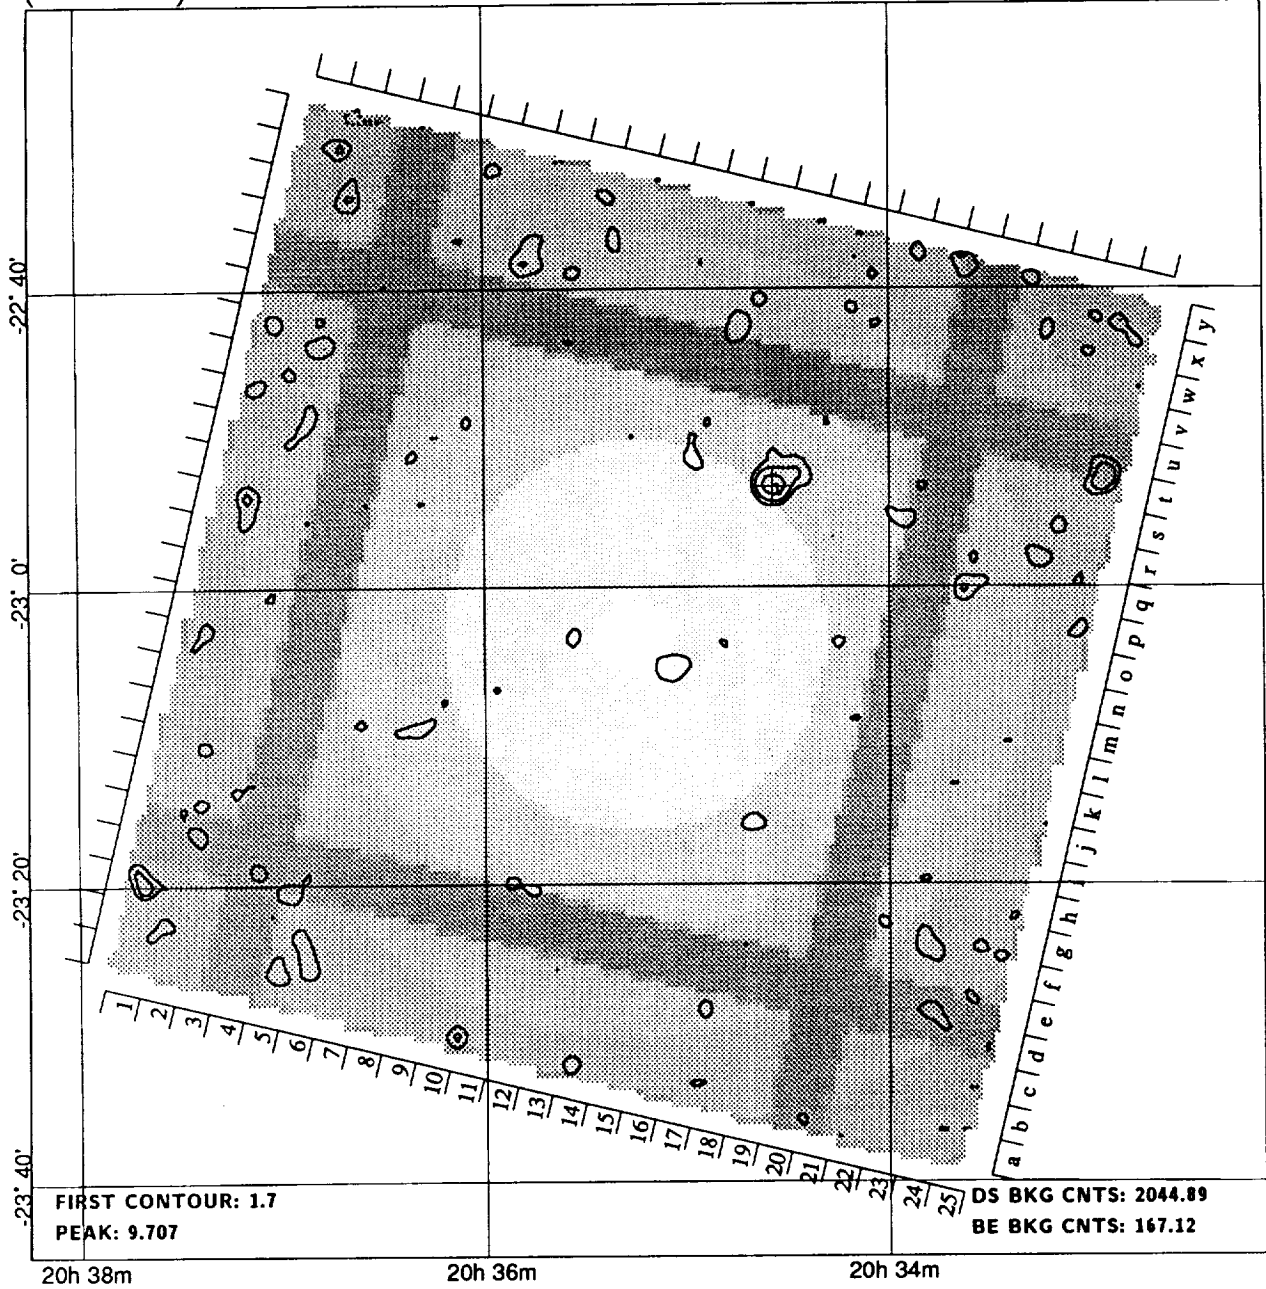 -22° 40'
-23° 0'
-23° 20'
-23° 40'
y
x
w
v
u
t
s
r
q
p
o
n
m
l
k
j
i
h
g
f
e
d
c
b
a
1 2 3 4 5 6 7 8 9 10 11 12 13 14 15 16 17 18 19 20 21 22 23 24 25
FIRST CONTOUR: 1.7
PEAK: 9.707
DS BKG CNTS: 2044.89
BE BKG CNTS: 167.12
20h 38m 20h 36m 20h 34m